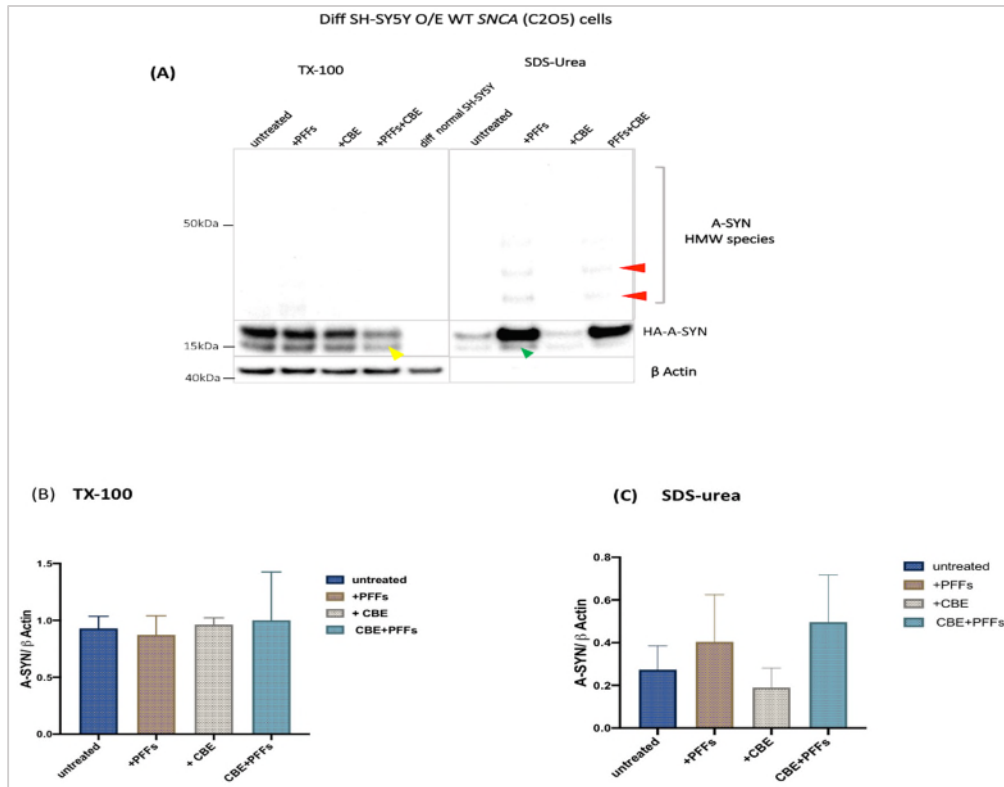 Diff SH-SY5Y O/E WT SNCA (C2O5) cells
(A)
TX-100
SDS-Urea
untreated
+PFFs
+CBE
+PFFs+CBE
diff normal SH-SY5Y
untreated
+PFFs
+CBE
PFFs+CBE
50kDa
A-SYN
HMW species
HA-A-SYN
15kDa
β Actin
40kDa
(B) TX-100
(C) SDS-urea
A-SYN/ β Actin
1.5
1.0
0.5
0.0
untreated
+PFFs
+ CBE
CBE+PFFs
untreated
+PFFs
+ CBE
CBE+PFFs
A-SYN/ β Actin
0.8
0.6
0.4
0.2
0.0
untreated
+PFFs
+CBE
CBE+PFFs
untreated
+PFFs
+CBE
CBE+PFFs